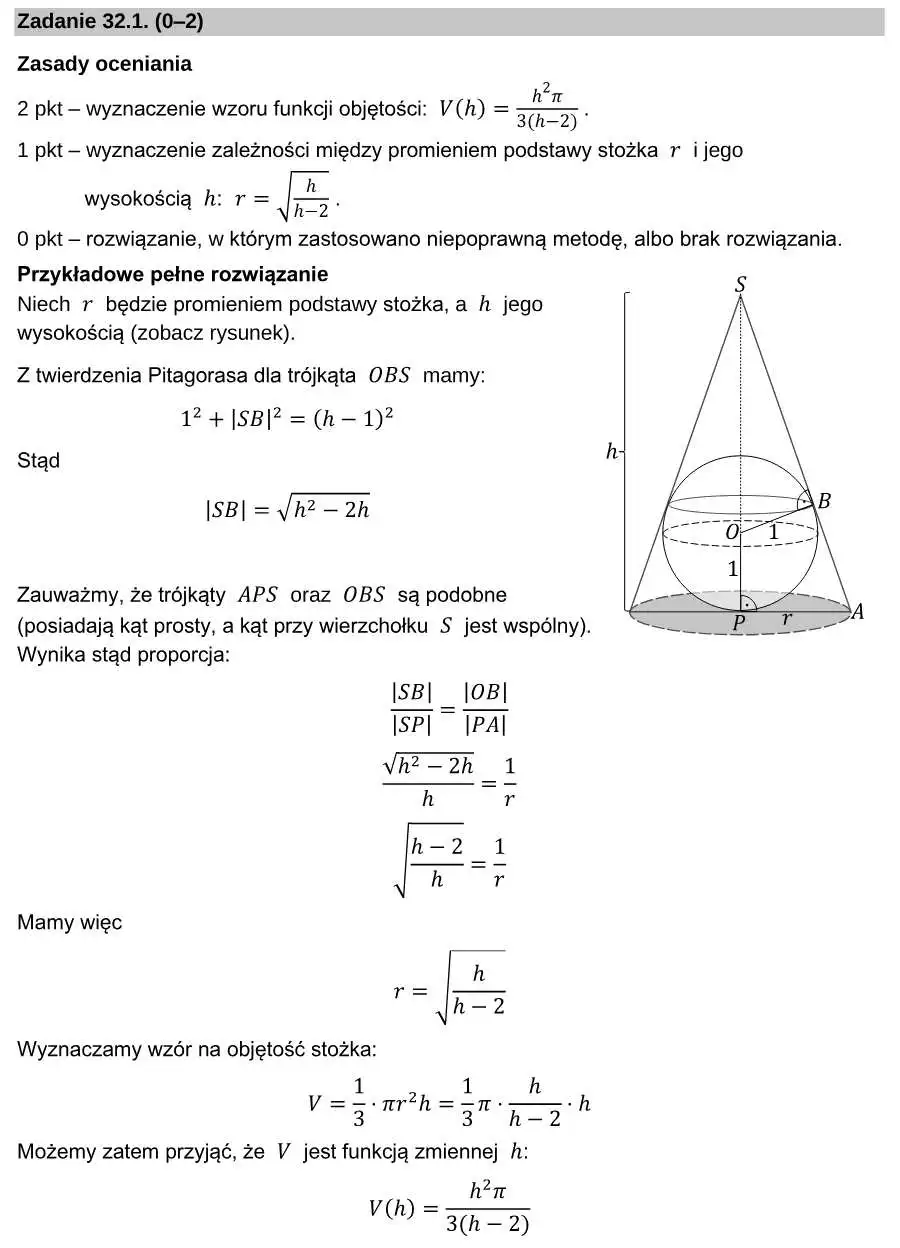 Zadanie 32.1. (0–2)
Zasady oceniania
2 pkt – wyznaczenie wzoru funkcji objętości: V(h) = h²π / 3(h−2) .
1 pkt – wyznaczenie zależności między promieniem podstawy stożka r i jego
wysokością h: r = √(h / h−2) .
0 pkt – rozwiązanie, w którym zastosowano niepoprawną metodę, albo brak rozwiązania.
Przykładowe pełne rozwiązanie
Niech r będzie promieniem podstawy stożka, a h jego
wysokością (zobacz rysunek).
Z twierdzenia Pitagorasa dla trójkąta OBS mamy:
1² + |SB|² = (h − 1)²
Stąd
|SB| = √(h² − 2h)
Zauważmy, że trójkąty APS oraz OBS są podobne
(posiadają kąt prosty, a kąt przy wierzchołku S jest wspólny).
Wynika stąd proporcja:
S
h
B
O
1
1
P
r
A
|SB| / |SP| = |OB| / |PA|
√(h² − 2h) / h = 1 / r
√(h − 2 / h) = 1 / r
Mamy więc
r = √(h / h − 2)
Wyznaczamy wzór na objętość stożka:
V = 1/3 · πr²h = 1/3 π · h / h − 2 · h
Możemy zatem przyjąć, że V jest funkcją zmiennej h:
V(h) = h²π / 3(h − 2)